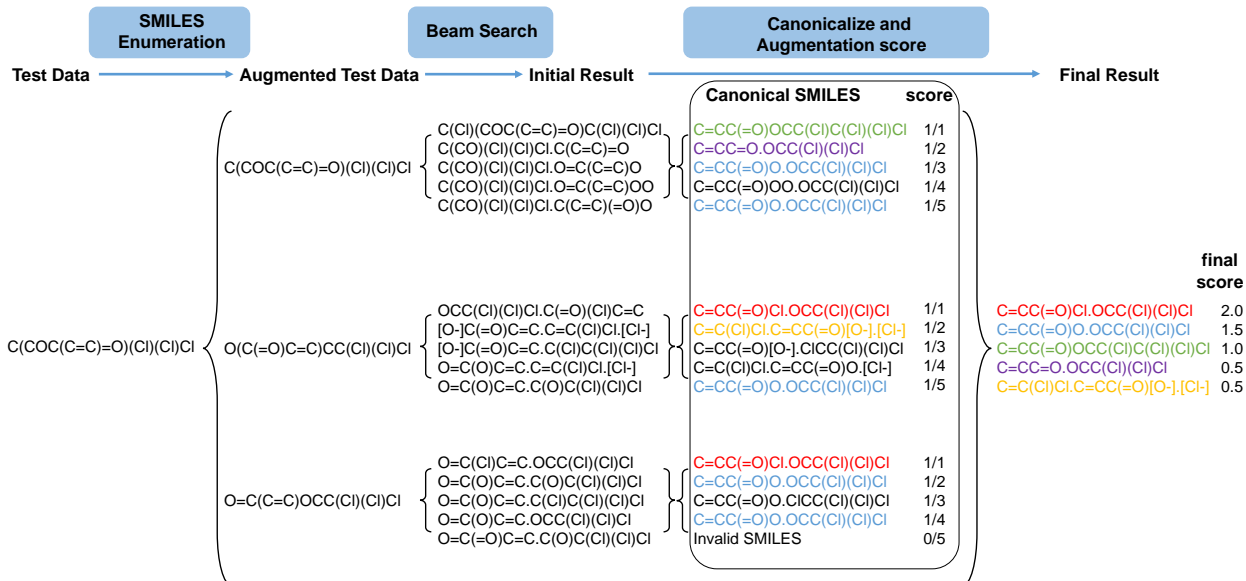 SMILES
Enumeration
Beam Search
Canonicalize and
Augmentation score
Test Data
Augmented Test Data
Initial Result
Final Result
Canonical SMILES score
C(COC(C=C)=O)(Cl)(Cl)Cl
C(COC(C=C)=O)(Cl)(Cl)Cl
C(Cl)(COC(C=C)=O)C(Cl)(Cl)Cl C=CC(=O)OCC(Cl)C(Cl)(Cl)Cl 1/1
C(CO)(Cl)(Cl)Cl.C(C=C)=O C=CC=O.OCC(Cl)(Cl)Cl 1/2
C(CO)(Cl)(Cl)Cl.O=C(C=C)O C=CC(=O)O.OCC(Cl)(Cl)Cl 1/3
C(CO)(Cl)(Cl)Cl.O=C(C=C)OO C=CC(=O)OO.OCC(Cl)(Cl)Cl 1/4
C(CO)(Cl)(Cl)Cl.C(C=C)(=O)O C=CC(=O)O.OCC(Cl)(Cl)Cl 1/5
O(C(=O)C=C)CC(Cl)(Cl)Cl
OCC(Cl)(Cl)Cl.C(=O)(Cl)C=C C=CC(=O)Cl.OCC(Cl)(Cl)Cl 1/1
[O-]C(=O)C=C.C=C(Cl)Cl.[Cl-] C=C(Cl)Cl.C=CC(=O)[O-].[Cl-] 1/2
[O-]C(=O)C=C.C(Cl)C(Cl)(Cl)Cl C=CC(=O)[O-].ClCC(Cl)(Cl)Cl 1/3
O=C(O)C=C.C=C(Cl)Cl.[Cl-] C=C(Cl)Cl.C=CC(=O)O.[Cl-] 1/4
O=C(O)C=C.C(O)C(Cl)(Cl)Cl C=CC(=O)O.OCC(Cl)(Cl)Cl 1/5
O=C(C=C)OCC(Cl)(Cl)Cl
O=C(Cl)C=C.OCC(Cl)(Cl)Cl C=CC(=O)Cl.OCC(Cl)(Cl)Cl 1/1
O=C(O)C=C.C(O)C(Cl)(Cl)Cl C=CC(=O)O.OCC(Cl)(Cl)Cl 1/2
O=C(O)C=C.C(Cl)C(Cl)(Cl)Cl C=CC(=O)O.ClCC(Cl)(Cl)Cl 1/3
O=C(O)C=C.OCC(Cl)(Cl)Cl C=CC(=O)O.OCC(Cl)(Cl)Cl 1/4
O=C(=O)C=C.C(O)C(Cl)(Cl)Cl Invalid SMILES 0/5
final
score
C=CC(=O)Cl.OCC(Cl)(Cl)Cl 2.0
C=CC(=O)O.OCC(Cl)(Cl)Cl 1.5
C=CC(=O)OCC(Cl)C(Cl)(Cl)Cl 1.0
C=CC=O.OCC(Cl)(Cl)Cl 0.5
C=C(Cl)Cl.C=CC(=O)[O-].[Cl-] 0.5